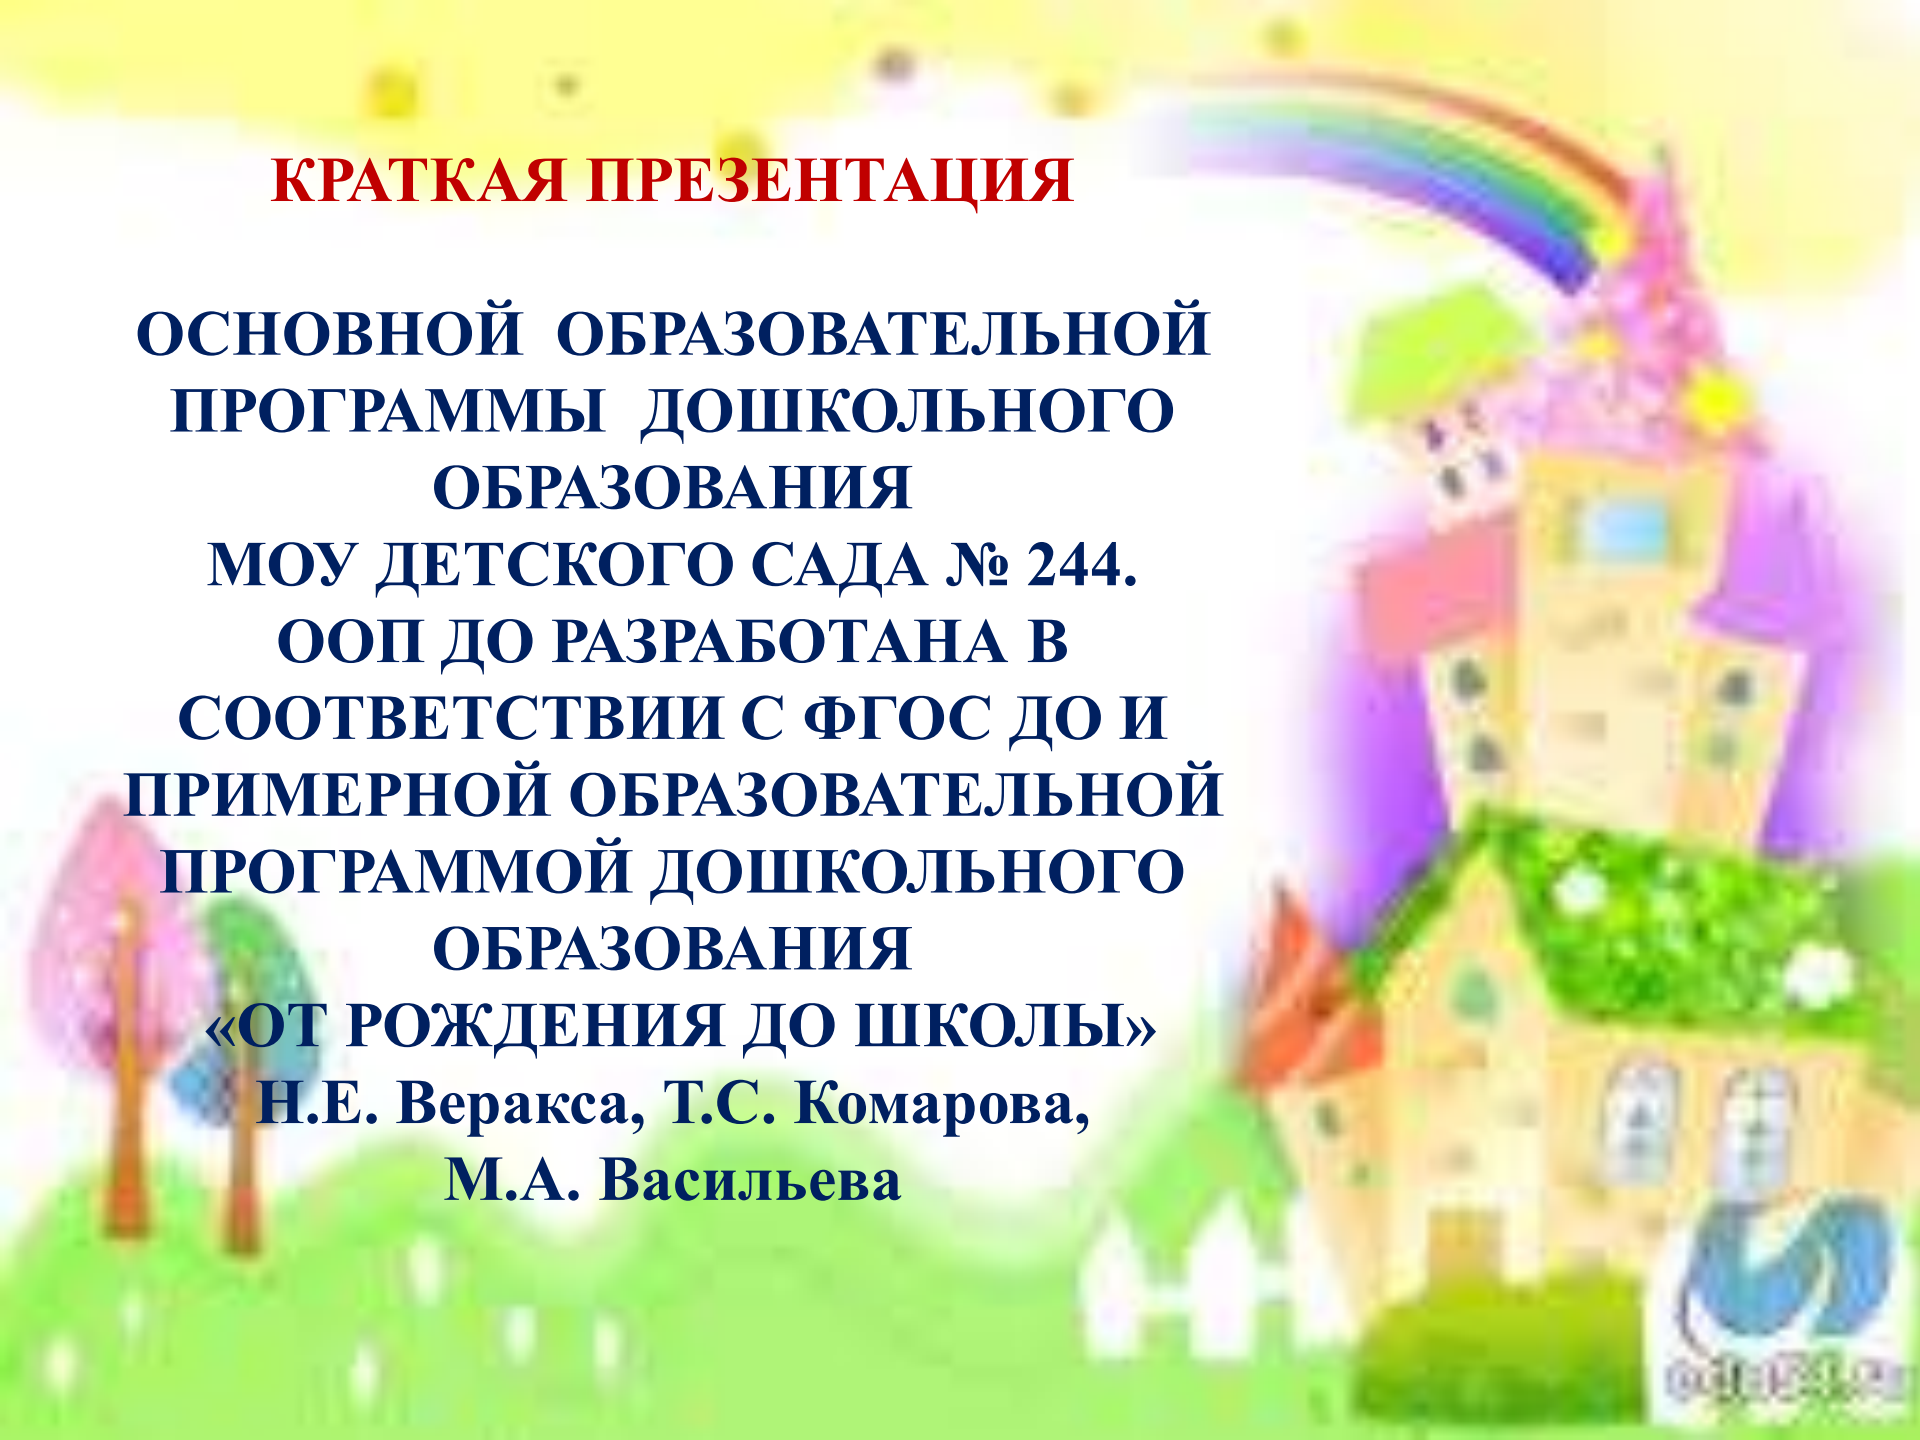 КРАТКАЯ ПРЕЗЕНТАЦИЯ
ОСНОВНОЙ ОБРАЗОВАТЕЛЬНОЙ
ПРОГРАММЫ ДОШКОЛЬНОГО
ОБРАЗОВАНИЯ
МОУ ДЕТСКОГО САДА № 244.
ООП ДО РАЗРАБОТАНА В
СООТВЕТСТВИИ С ФГОС ДО И
ПРИМЕРНОЙ ОБРАЗОВАТЕЛЬНОЙ
ПРОГРАММОЙ ДОШКОЛЬНОГО
ОБРАЗОВАНИЯ
«ОТ РОЖДЕНИЯ ДО ШКОЛЫ»
Н.Е. Веракса, Т.С. Комарова,
М.А. Васильева